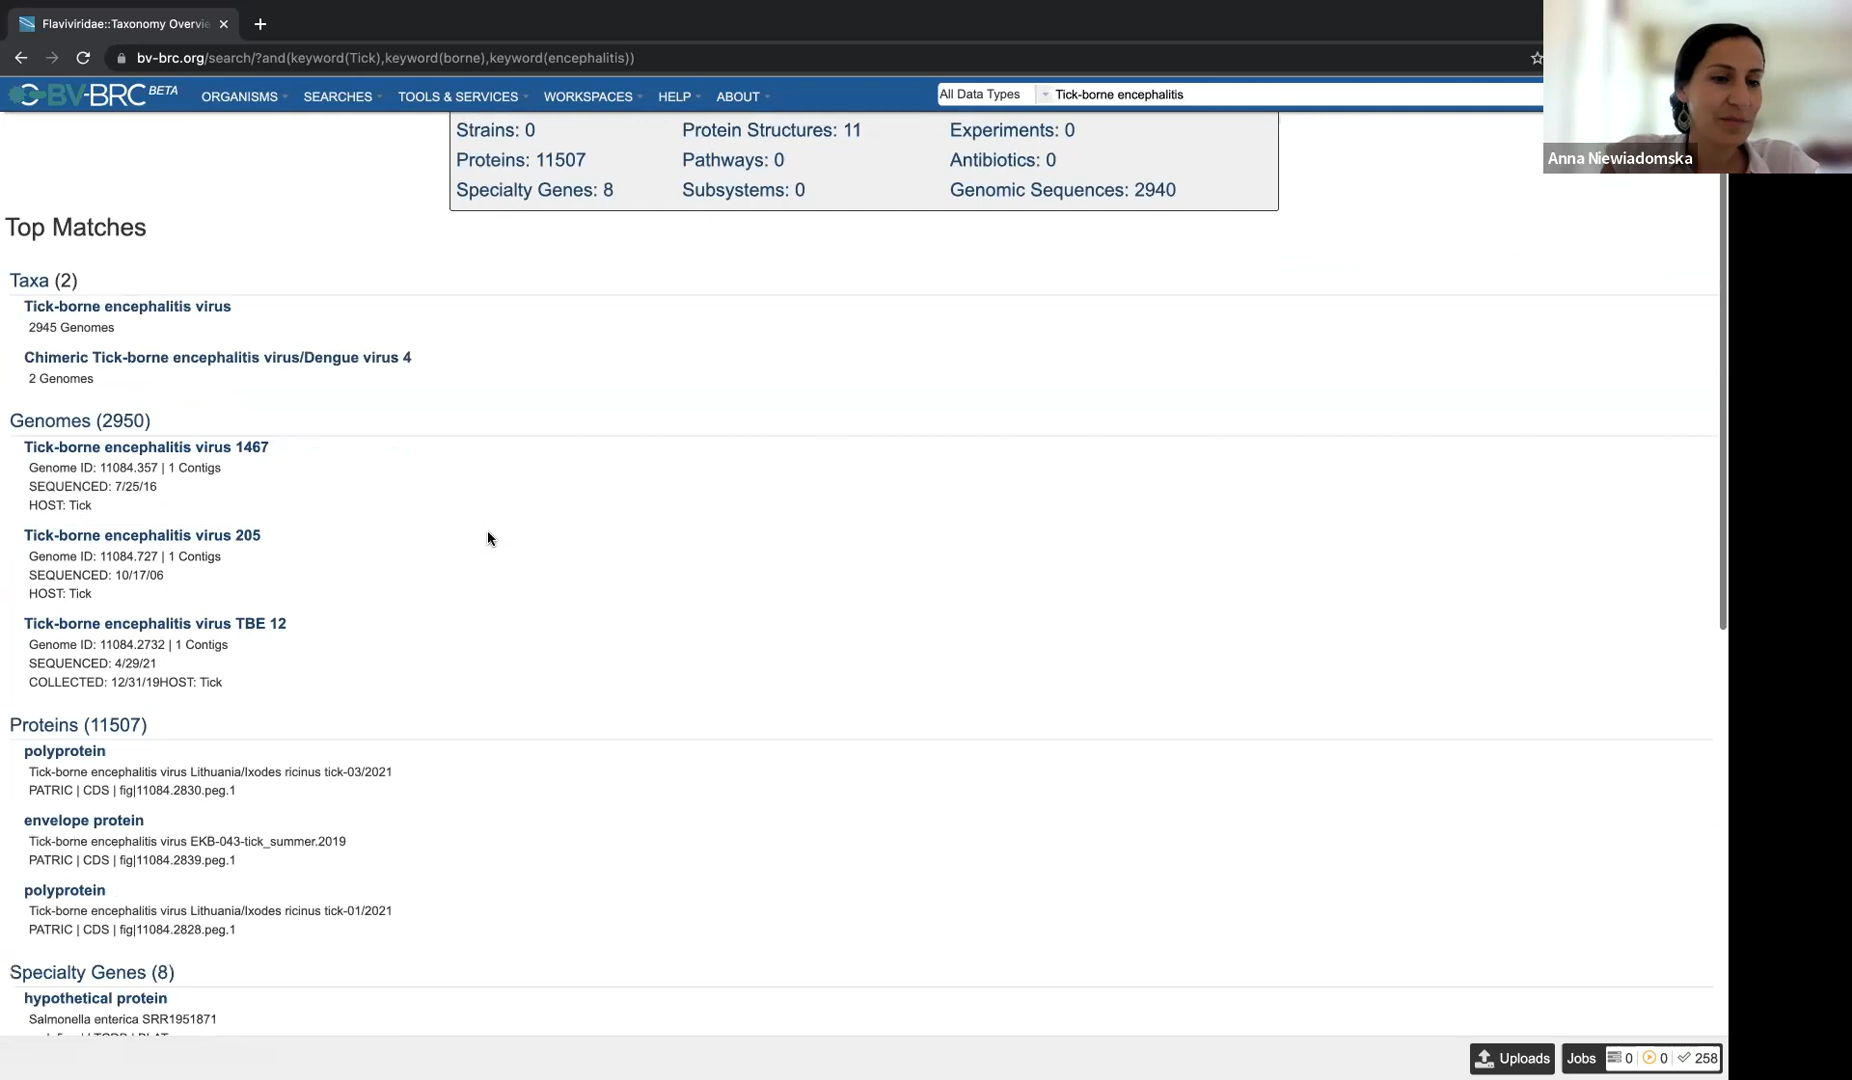 Flaviviridae::Taxonomy Overvie
bv-brc.org/search/?and(keyword(Tick),keyword(borne),keyword(encephalitis))
BV-BRC BETA
ORGANISMS
SEARCHES
TOOLS & SERVICES
WORKSPACES
HELP
ABOUT
All Data Types
Tick-borne encephalitis
Anna Niewiadomska
Strains: 0 Protein Structures: 11 Experiments: 0
Proteins: 11507 Pathways: 0 Antibiotics: 0
Specialty Genes: 8 Subsystems: 0 Genomic Sequences: 2940
Top Matches
Taxa (2)
Tick-borne encephalitis virus
2945 Genomes
Chimeric Tick-borne encephalitis virus/Dengue virus 4
2 Genomes
Genomes (2950)
Tick-borne encephalitis virus 1467
Genome ID: 11084.357 | 1 Contigs
SEQUENCED: 7/25/16
HOST: Tick
Tick-borne encephalitis virus 205
Genome ID: 11084.727 | 1 Contigs
SEQUENCED: 10/17/06
HOST: Tick
Tick-borne encephalitis virus TBE 12
Genome ID: 11084.2732 | 1 Contigs
SEQUENCED: 4/29/21
COLLECTED: 12/31/19HOST: Tick
Proteins (11507)
polyprotein
Tick-borne encephalitis virus Lithuania/Ixodes ricinus tick-03/2021
PATRIC | CDS | fig|11084.2830.peg.1
envelope protein
Tick-borne encephalitis virus EKB-043-tick_summer.2019
PATRIC | CDS | fig|11084.2839.peg.1
polyprotein
Tick-borne encephalitis virus Lithuania/Ixodes ricinus tick-01/2021
PATRIC | CDS | fig|11084.2828.peg.1
Specialty Genes (8)
hypothetical protein
Salmonella enterica SRR1951871
Uploads
Jobs 0 0 258